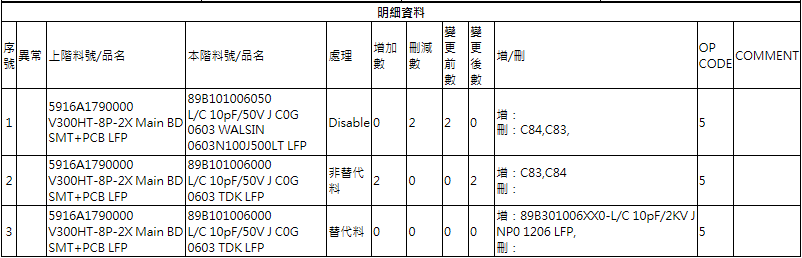 明細資料
序號 異常 上階料號/品名 本階料號/品名 處理 增加數 刪減數 變更前數 變更後數 增/刪 OP CODE COMMENT
1 5916A1790000 V300HT-8P-2X Main BD SMT+PCB LFP 89B101006050 L/C 10pF/50V J C0G 0603 WALSIN 0603N100J500LT LFP Disable 0 2 2 0 增： 刪：C84,C83, 5
2 5916A1790000 V300HT-8P-2X Main BD SMT+PCB LFP 89B101006000 L/C 10pF/50V J C0G 0603 TDK LFP 非替代料 2 0 0 2 增：C83,C84 刪： 5
3 5916A1790000 V300HT-8P-2X Main BD SMT+PCB LFP 89B101006000 L/C 10pF/50V J C0G 0603 TDK LFP 替代料 0 0 0 0 增：89B301006XX0-L/C 10pF/2KV J NP0 1206 LFP, 刪： 5